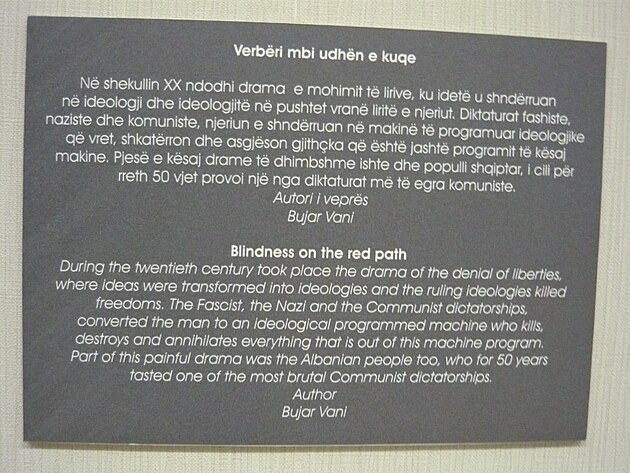 Verbëri mbi udhën e kuqe
Në shekullin XX ndodhi drama e mohimit të lirive, ku idetë u shndërruan
në ideologji dhe ideologjitë në pushtet vranë liritë e njeriut. Diktaturat fashiste,
naziste dhe komuniste, njeriun e shndërruan në makinë të programuar ideologjike
që vret, shkatërron dhe asgjëson gjithçka që është jashtë programit të kësaj
makine. Pjesë e kësaj drame të dhimbshme ishte dhe populli shqiptar, i cili për
rreth 50 vjet provoi një nga diktaturat më të egra komuniste.
Autori i veprës
Bujar Vani
Blindness on the red path
During the twentieth century took place the drama of the denial of liberties,
where ideas were transformed into ideologies and the ruling ideologies killed
freedoms. The Fascist, the Nazi and the Communist dictatorships,
converted the man to an ideological programmed machine who kills,
destroys and annihilates everything that is out of this machine program.
Part of this painful drama was the Albanian people too, who for 50 years
tasted one of the most brutal Communist dictatorships.
Author
Bujar Vani